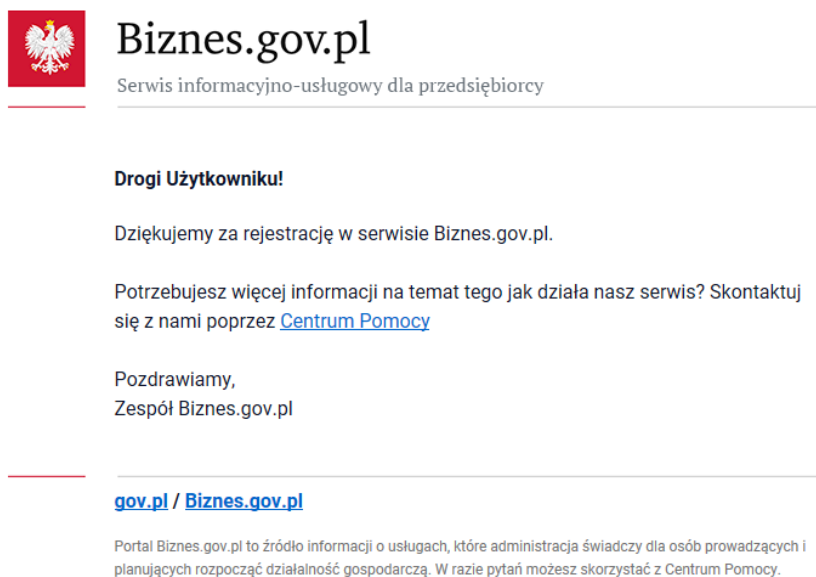 Biznes.gov.pl
Serwis informacyjno-usługowy dla przedsiębiorcy
Drogi Użytkowniku!
Dziękujemy za rejestrację w serwisie Biznes.gov.pl.
Potrzebujesz więcej informacji na temat tego jak działa nasz serwis? Skontaktuj
się z nami poprzez Centrum Pomocy
Pozdrawiamy,
Zespół Biznes.gov.pl
gov.pl / Biznes.gov.pl
Portal Biznes.gov.pl to źródło informacji o usługach, które administracja świadczy dla osób prowadzących i
planujących rozpocząć działalność gospodarczą. W razie pytań możesz skorzystać z Centrum Pomocy.